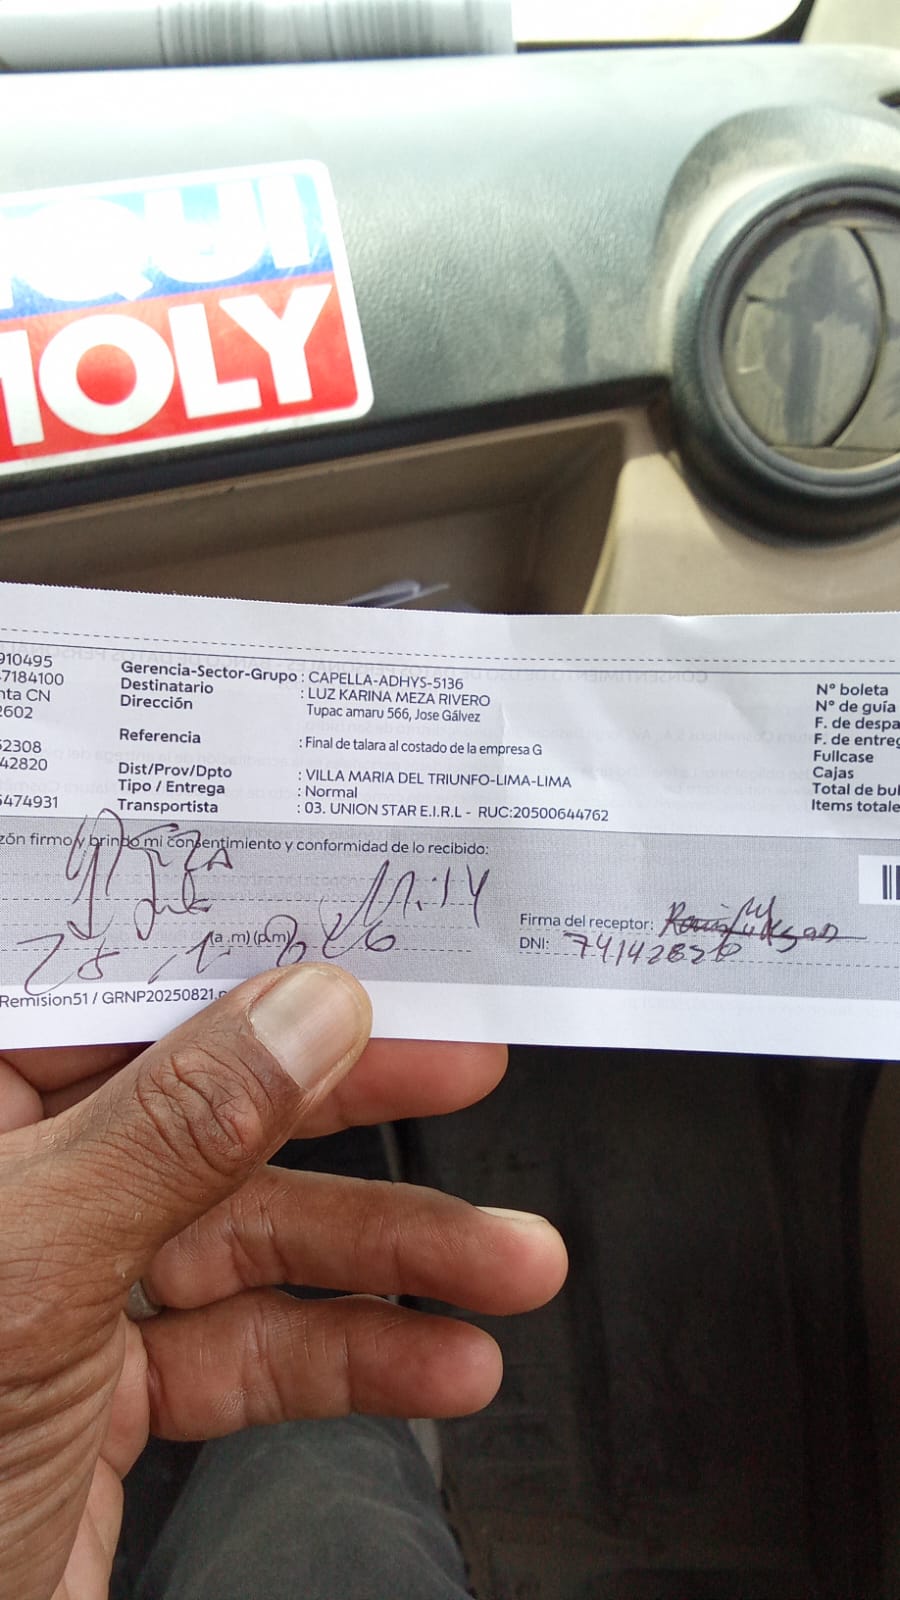 QUI
MOLY
910495
7184100
nta CN
2602
52308
42820
5474931
Gerencia-Sector-Grupo : CAPELLA-ADHYS-5136
Destinatario : LUZ KARINA MEZA RIVERO
Dirección Tupac amaru 566, Jose Gálvez
Referencia : Final de talara al costado de la empresa G
Dist/Prov/Dpto : VILLA MARIA DEL TRIUNFO-LIMA-LIMA
Tipo / Entrega : Normal
Transportista : 03. UNION STAR E.I.R.L - RUC:20500644762
N° boleta
N° de guía
F. de despa
F. de entreg
Fullcase
Cajas
Total de bul
Items totale
zón firmo y brindo mi consentimiento y conformidad de lo recibido:
11:14
(a.m) (p.m)
Firma del receptor:
DNI:
Remision51 / GRNP20250821.